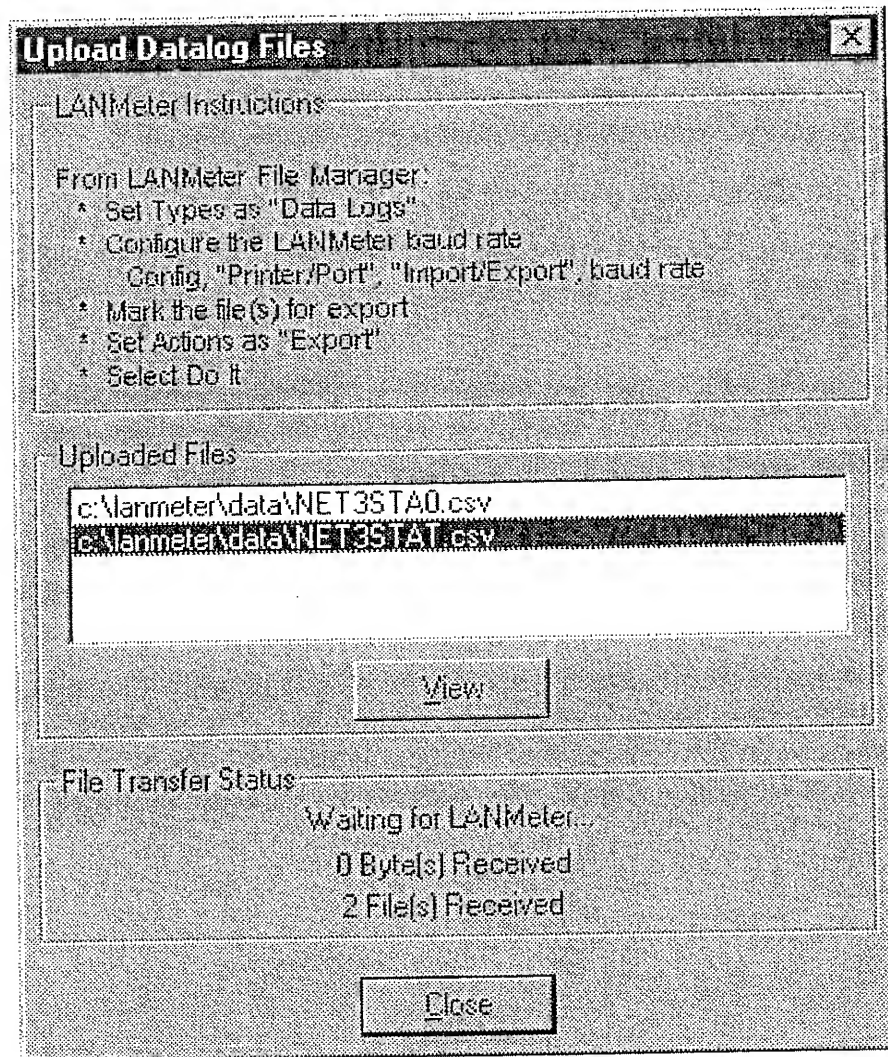 Upload Datalog Files
LANMeter Instructions
From LANMeter File Manager:
* Set Types as "Data Logs"
* Configure the LANMeter baud rate
Config, "Printer/Port", "Import/Export", baud rate
* Mark the file(s) for export
* Set Actions as "Export"
* Select Do It
Uploaded Files
c:\lanmeter\data\NET3STA0.csv
c:\lanmeter\data\NET3STAT.csv
View
File Transfer Status
Waiting for LANMeter...
0 Byte(s) Received
2 File(s) Received
Close